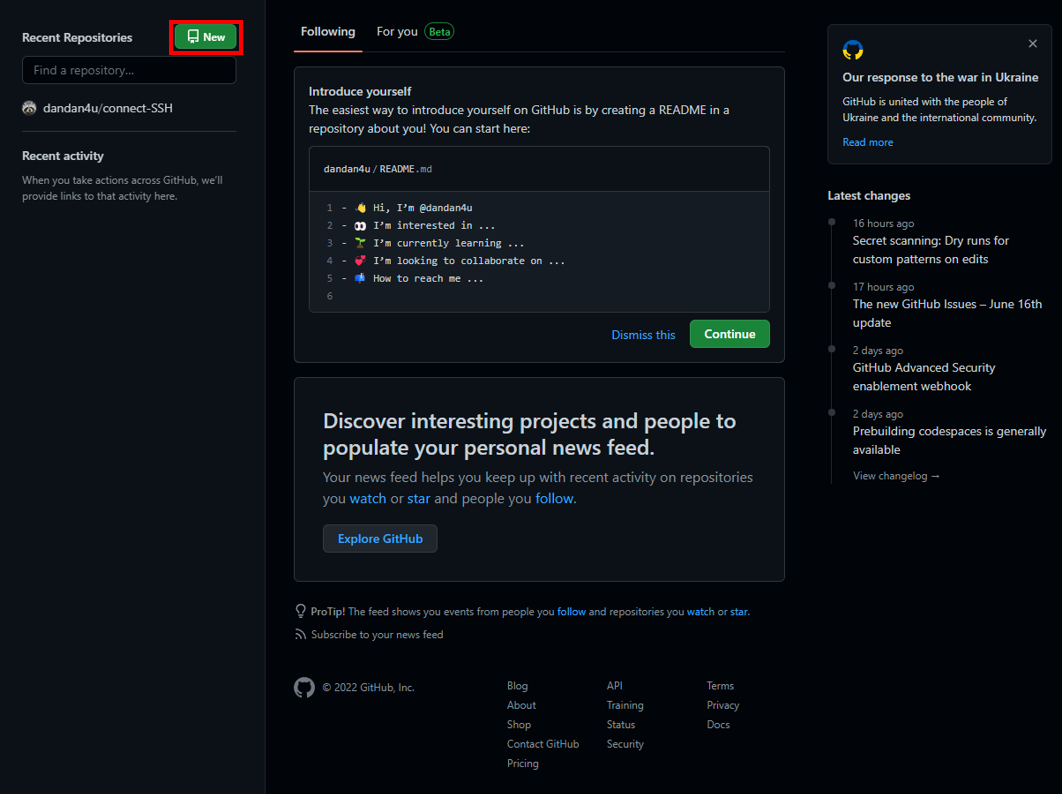 Recent Repositories
New
Find a repository...
dandan4u/connect-SSH
Recent activity
When you take actions across GitHub, we'll
provide links to that activity here.
Following
For you
Beta
Introduce yourself
The easiest way to introduce yourself on GitHub is by creating a README in a
repository about you! You can start here:
dandan4u / README.md
1 - 👋 Hi, I'm @dandan4u
2 - 👀 I'm interested in ...
3 - 🌱 I'm currently learning ...
4 - 💞️ I'm looking to collaborate on ...
5 - 📫 How to reach me ...
6
Dismiss this
Continue
Discover interesting projects and people to
populate your personal news feed.
Your news feed helps you keep up with recent activity on repositories
you watch or star and people you follow.
Explore GitHub
ProTip! The feed shows you events from people you follow and repositories you watch or star.
Subscribe to your news feed
© 2022 GitHub, Inc.
Blog
About
Shop
Contact GitHub
Pricing
API
Training
Status
Security
Terms
Privacy
Docs
Our response to the war in Ukraine
GitHub is united with the people of
Ukraine and the international community.
Read more
Latest changes
16 hours ago
Secret scanning: Dry runs for
custom patterns on edits
17 hours ago
The new GitHub Issues – June 16th
update
2 days ago
GitHub Advanced Security
enablement webhook
2 days ago
Prebuilding codespaces is generally
available
View changelog →